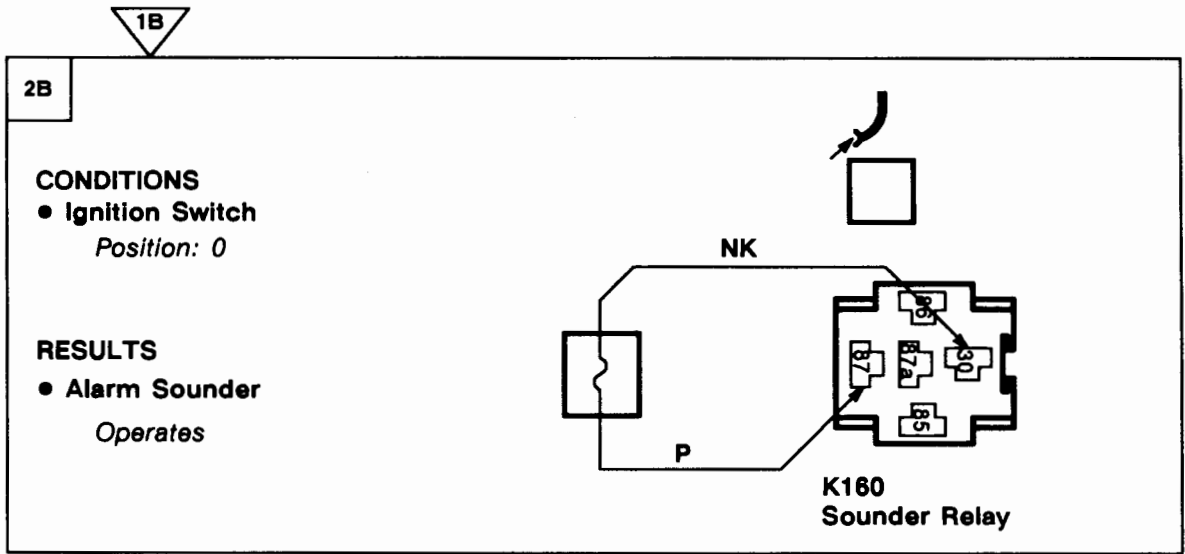 1B
2B
CONDITIONS
● Ignition Switch
Position: 0
RESULTS
● Alarm Sounder
Operates
NK
P
86
87
87a
30
85
K160
Sounder Relay